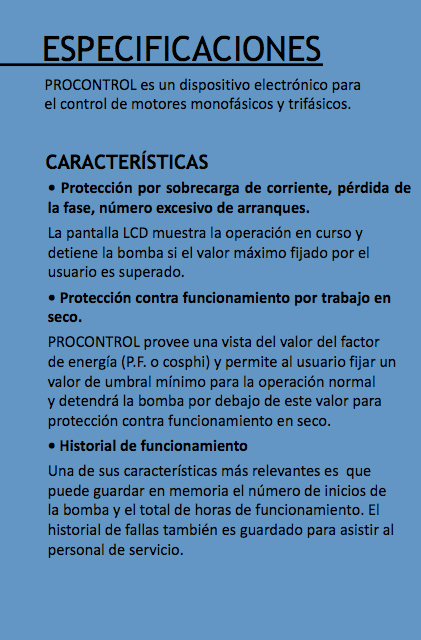 ESPECIFICACIONES
PROCONTROL es un dispositivo electrónico para
el control de motores monofásicos y trifásicos.
CARACTERÍSTICAS
• Protección por sobrecarga de corriente, pérdida de
la fase, número excesivo de arranques.
La pantalla LCD muestra la operación en curso y
detiene la bomba si el valor máximo fijado por el
usuario es superado.
• Protección contra funcionamiento por trabajo en
seco.
PROCONTROL provee una vista del valor del factor
de energía (P.F. o cosphi) y permite al usuario fijar un
valor de umbral mínimo para la operación normal
y detendrá la bomba por debajo de este valor para
protección contra funcionamiento en seco.
• Historial de funcionamiento
Una de sus características más relevantes es  que
puede guardar en memoria el número de inicios de
la bomba y el total de horas de funcionamiento. El
historial de fallas también es guardado para asistir al
personal de servicio.